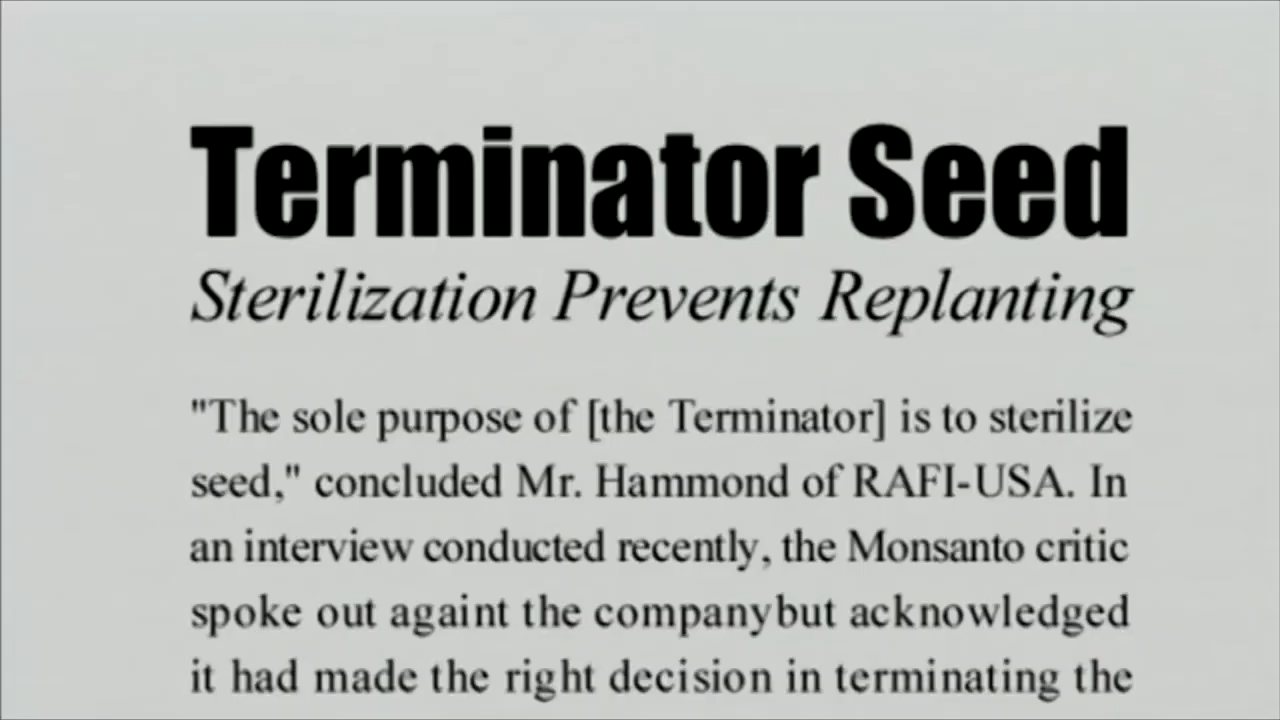 Terminator Seed
Sterilization Prevents Replanting
"The sole purpose of [the Terminator] is to sterilize
seed," concluded Mr. Hammond of RAFI-USA. In
an interview conducted recently, the Monsanto critic
spoke out againt the companybut acknowledged
it had made the right decision in terminating the